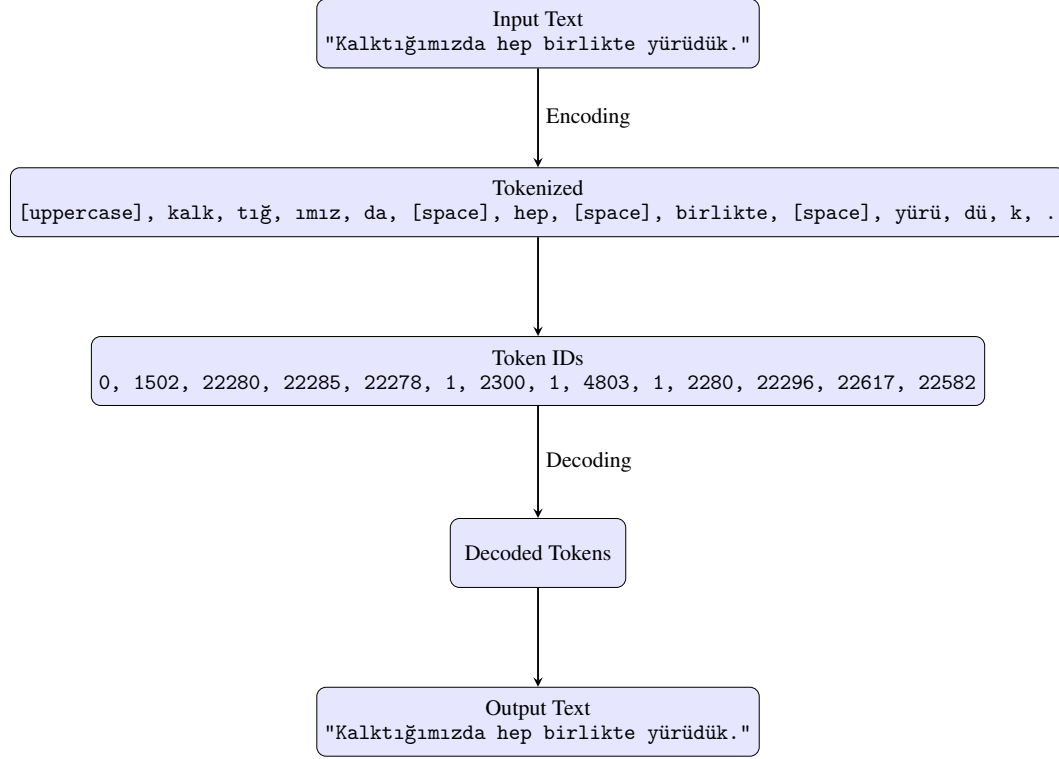 Input Text
"Kalktığımızda hep birlikte yürüdük."
Encoding
Tokenized
[uppercase], kalk, tığ, ımız, da, [space], hep, [space], birlikte, [space], yürü, dü, k, .
Token IDs
0, 1502, 22280, 22285, 22278, 1, 2300, 1, 4803, 1, 2280, 22296, 22617, 22582
Decoding
Decoded Tokens
Output Text
"Kalktığımızda hep birlikte yürüdük."